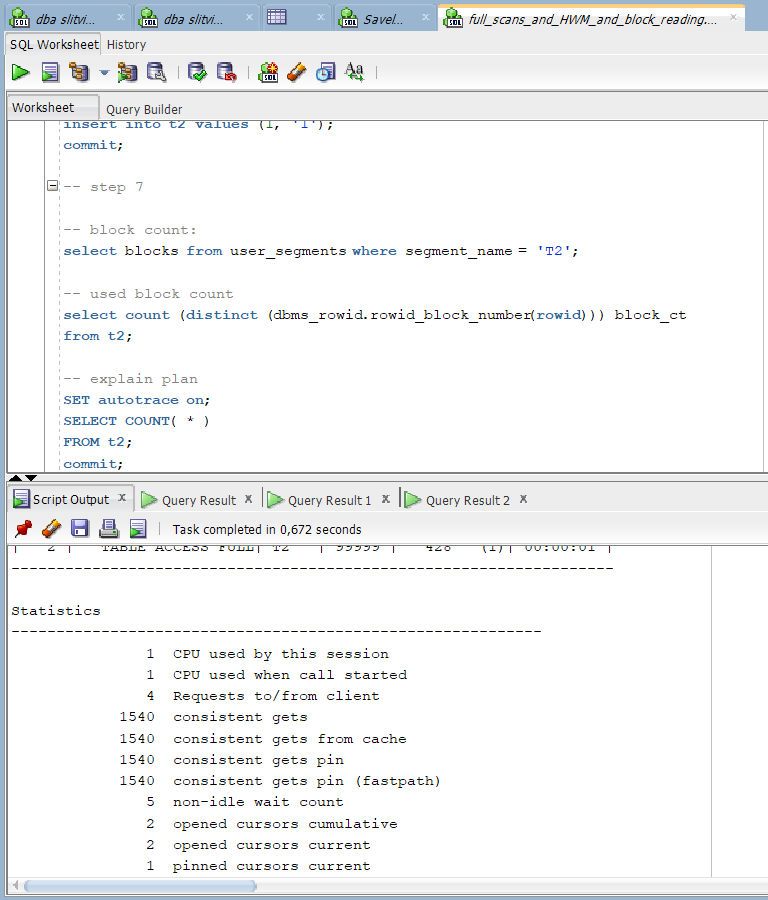 dba slitvi... dba slitvi... Savel... full_scans_and_HWM_and_block_reading....
SQL Worksheet History
Worksheet Query Builder
insert into t2 values (1, '1');
commit;
-- step 7
-- block count:
select blocks from user_segments where segment_name = 'T2';
-- used block count
select count (distinct (dbms_rowid.rowid_block_number(rowid))) block_ct
from t2;
-- explain plan
SET autotrace on;
SELECT COUNT( * )
FROM t2;
commit;
Script Output Query Result Query Result 1 Query Result 2
Task completed in 0,672 seconds
| 2 | TABLE ACCESS FULL| T2 | 99999 | 428 (1)| 00:00:01 |
-------------------------------------------------------------------
Statistics
-----------------------------------------------------------
1 CPU used by this session
1 CPU used when call started
4 Requests to/from client
1540 consistent gets
1540 consistent gets from cache
1540 consistent gets pin
1540 consistent gets pin (fastpath)
5 non-idle wait count
2 opened cursors cumulative
2 opened cursors current
1 pinned cursors current